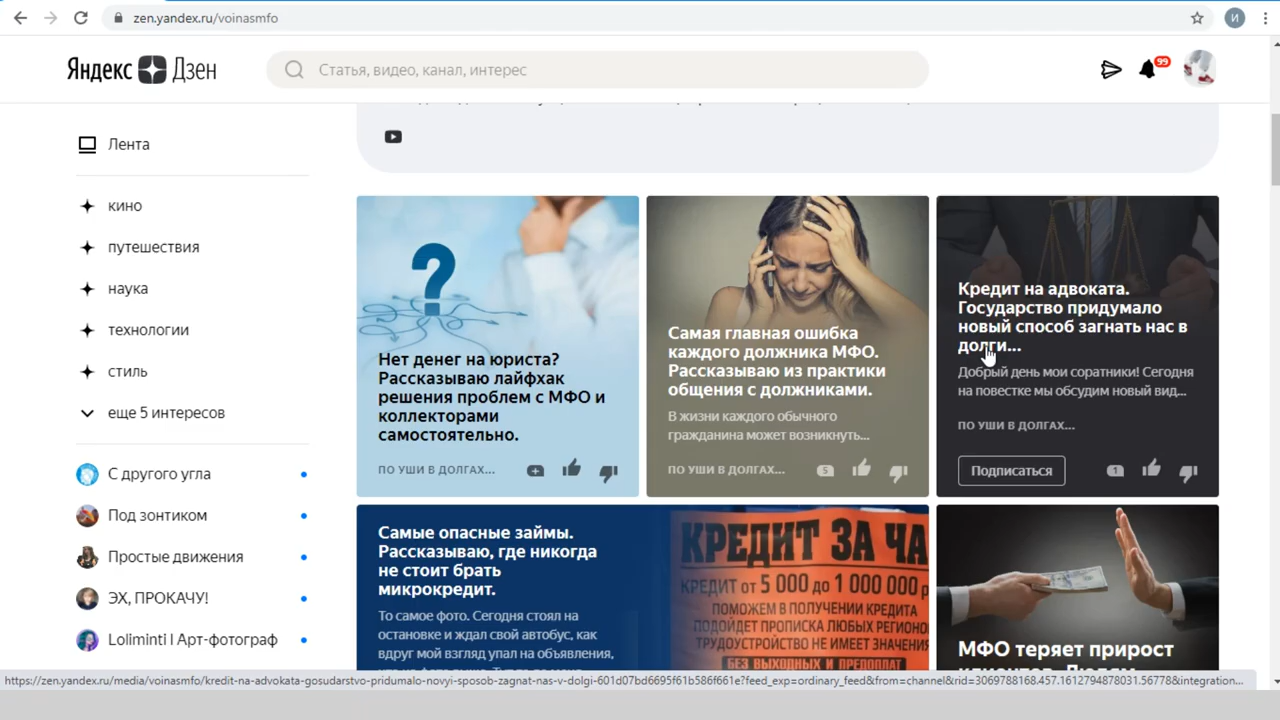 zen.yandex.ru/voinasmfo
И
Яндекс Дзен
Статья, видео, канал, интерес
99
Лента
кино
путешествия
наука
технологии
стиль
еще 5 интересов
С другого угла
Под зонтиком
Простые движения
ЭХ, ПРОКАЧУ!
Loliminti I Арт-фотограф
Нет денег на юриста?
Рассказываю лайфхак
решения проблем с МФО и
коллекторами
самостоятельно.
ПО УШИ В ДОЛГАХ...
Самая главная ошибка
каждого должника МФО.
Рассказываю из практики
общения с должниками.
В жизни каждого обычного
гражданина может возникнуть...
ПО УШИ В ДОЛГАХ...
5
Кредит на адвоката.
Государство придумало
новый способ загнать нас в
долги...
Добрый день мои соратники! Сегодня
на повестке мы обсудим новый вид...
ПО УШИ В ДОЛГАХ...
Подписаться
1
Самые опасные займы.
Рассказываю, где никогда
не стоит брать
микрокредит.
То самое фото. Сегодня стоял на
остановке и ждал свой автобус, как
вдруг мой взгляд упал на объявления,
КРЕДИТ ЗА ЧА
КРЕДИТ от 5 000 до 1 000 000 р
ПОМОЖЕМ В ПОЛУЧЕНИИ КРЕДИТА
ПОДОЙДЕТ ПРОПИСКА ЛЮБЫХ РЕГИОНО
ТРУДОУСТРОЙСТВО НЕ ИМЕЕТ ЗНАЧЕНИ
БЕЗ ВЫХОДНЫХ И ПРЕДОПЛАТ
МФО теряет прирост
клиентов. Людям
https://zen.yandex.ru/media/voinasmfo/kredit-na-advokata-gosudarstvo-pridumalo-novyi-sposob-zagnat-nas-v-dolgi-601d07bd6695f61b586f661e?feed_exp=ordinary_feed&from=channel&rid=3069788168.457.1612794878031.56778&integration...